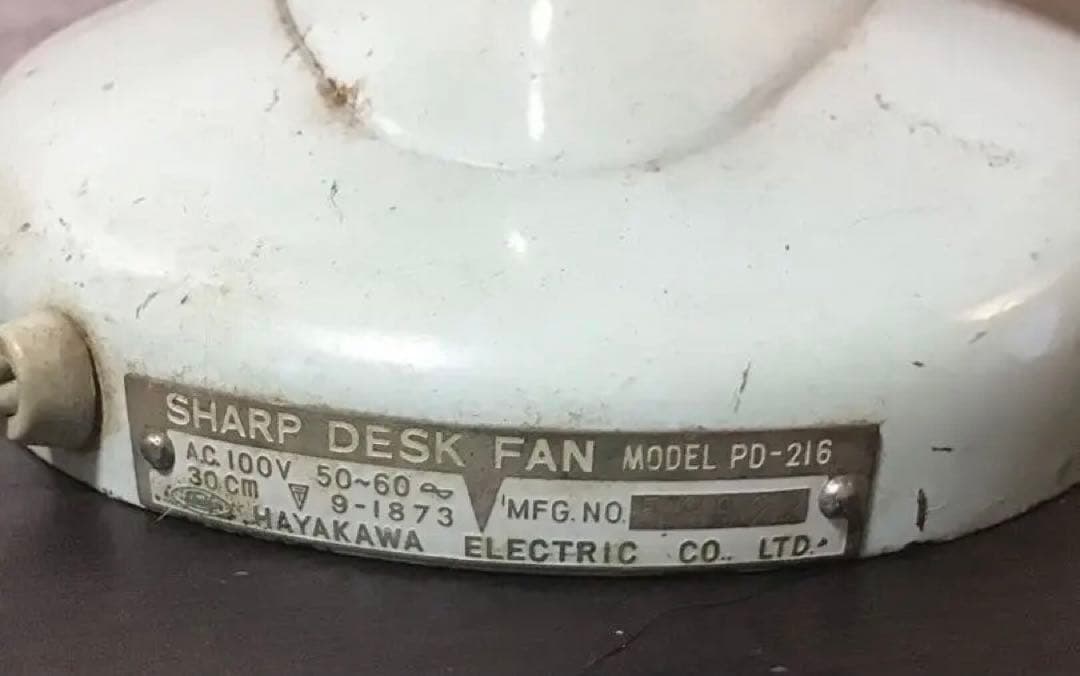 SHARP DESK FAN MODEL PD-216
A.C. 100V 50~60 ~
30cm ▽ 9-1873
MFG. NO.
HAYAKAWA ELECTRIC CO., LTD.